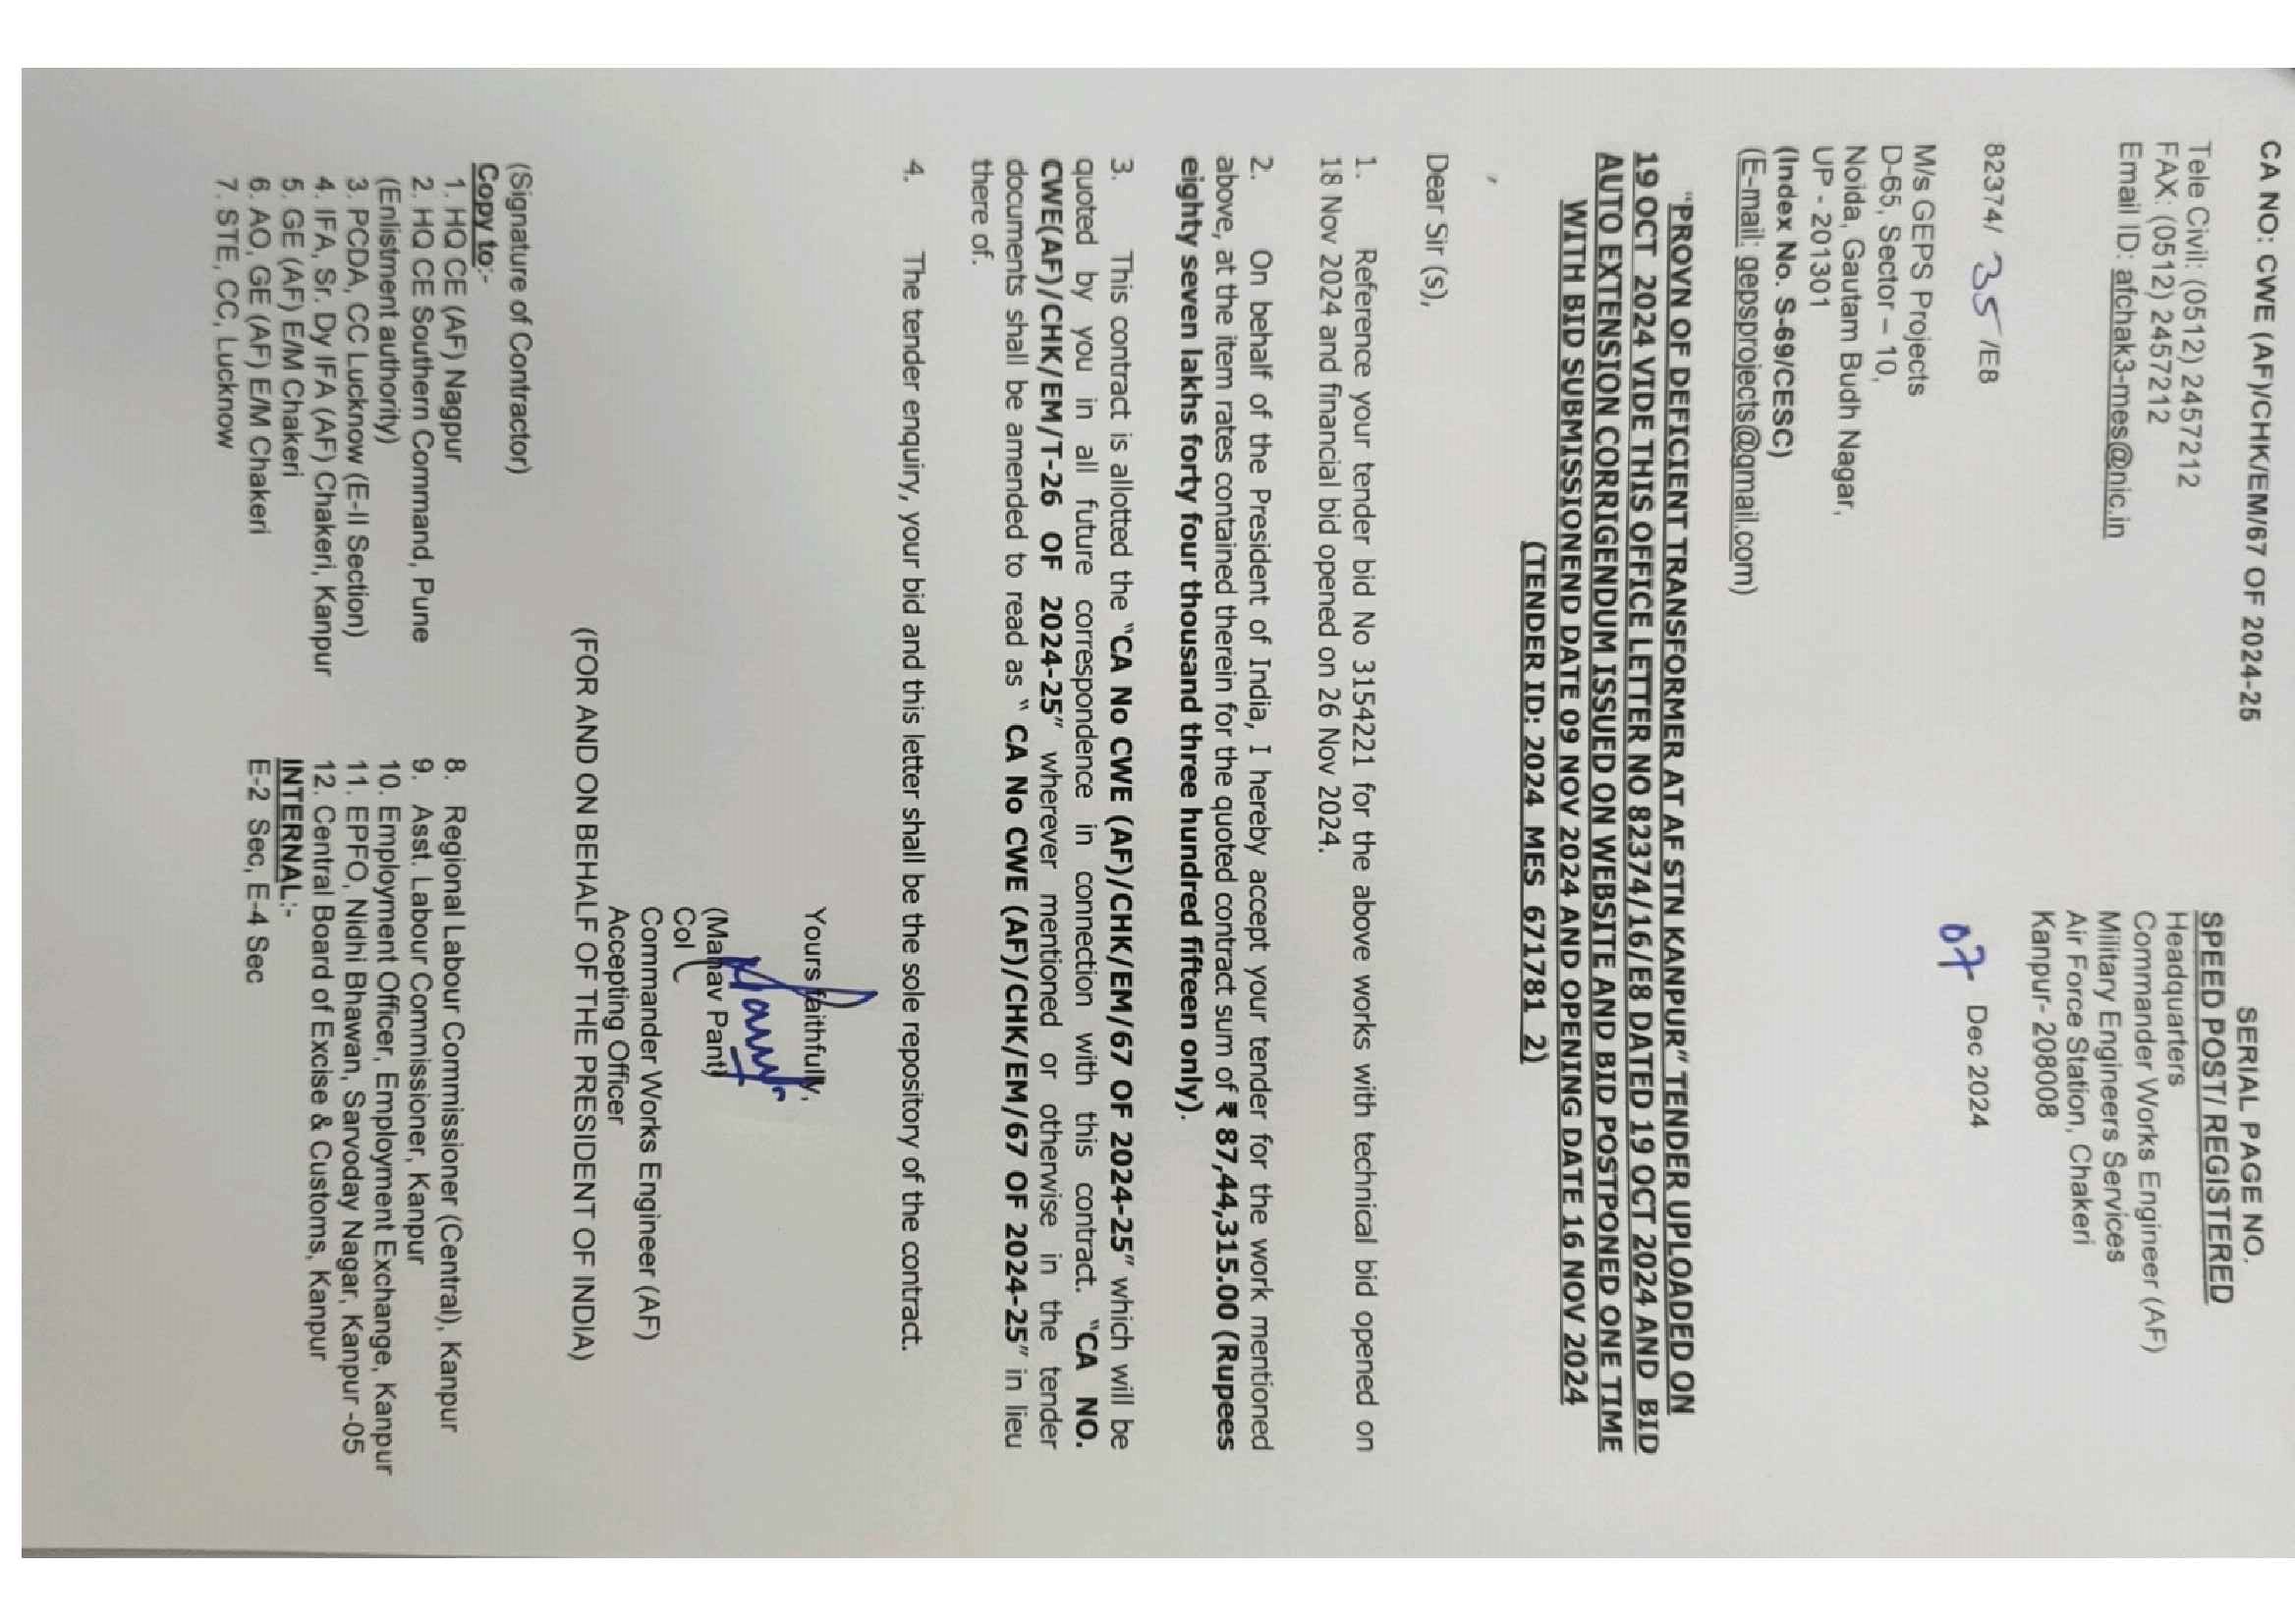 CA NO: CWE (AF)/CHK/EM/67 OF 2024-25
SERIAL PAGE NO.
SPEED POST/ REGISTERED
Tele Civil: (0512) 2457212
Headquarters
FAX: (0512) 2457212
Commander Works Engineer (AF)
Email ID: afchak3-mes@nic.in
Military Engineers Services
Air Force Station, Chakeri
Kanpur- 208008
82374/ 35 /E8
07 Dec 2024
M/s GEPS Projects
D-65, Sector – 10,
Noida, Gautam Budh Nagar,
UP - 201301
(Index No. S-69/CESC)
(E-mail: gepsprojects@gmail.com)
"PROVN OF DEFICIENT TRANSFORMER AT AF STN KANPUR" TENDER UPLOADED ON
19 OCT 2024 VIDE THIS OFFICE LETTER NO 82374/16/E8 DATED 19 OCT 2024 AND BID
AUTO EXTENSION CORRIGENDUM ISSUED ON WEBSITE AND BID POSTPONED ONE TIME
WITH BID SUBMISSIONEND DATE 09 NOV 2024 AND OPENING DATE 16 NOV 2024
(TENDER ID: 2024 MES 671781 2)
Dear Sir (s),
1. Reference your tender bid No 3154221 for the above works with technical bid opened on
18 Nov 2024 and financial bid opened on 26 Nov 2024.
2. On behalf of the President of India, I hereby accept your tender for the work mentioned
above, at the item rates contained therein for the quoted contract sum of ₹ 87,44,315.00 (Rupees
eighty seven lakhs forty four thousand three hundred fifteen only).
3. This contract is allotted the "CA No CWE (AF)/CHK/EM/67 OF 2024-25" which will be
quoted by you in all future correspondence in connection with this contract. "CA NO.
CWE(AF)/CHK/EM/T-26 OF 2024-25" wherever mentioned or otherwise in the tender
documents shall be amended to read as " CA No CWE (AF)/CHK/EM/67 OF 2024-25" in lieu
there of.
4. The tender enquiry, your bid and this letter shall be the sole repository of the contract.
Yours faithfully,
(Manav Pant)
Col
Commander Works Engineer (AF)
Accepting Officer
(FOR AND ON BEHALF OF THE PRESIDENT OF INDIA)
(Signature of Contractor)
Copy to:-
1. HQ CE (AF) Nagpur
2. HQ CE Southern Command, Pune
(Enlistment authority)
3. PCDA, CC Lucknow (E-II Section)
4. IFA, Sr. Dy IFA (AF) Chakeri, Kanpur
5. GE (AF) E/M Chakeri
6. AO, GE (AF) E/M Chakeri
7. STE, CC, Lucknow
8. Regional Labour Commissioner (Central), Kanpur
9. Asst. Labour Commissioner, Kanpur
10. Employment Officer, Employment Exchange, Kanpur
11. EPFO, Nidhi Bhawan, Sarvoday Nagar, Kanpur -05
12. Central Board of Excise & Customs, Kanpur
INTERNAL:-
E-2 Sec, E-4 Sec